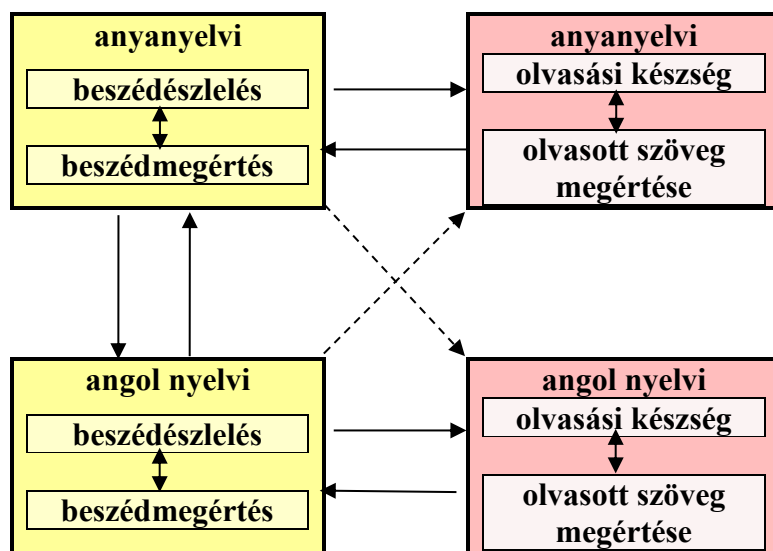 anyanyelvi
beszédészlelés
beszédmegértés
anyanyelvi
olvasási készség
olvasott szöveg
megértése
angol nyelvi
beszédészlelés
beszédmegértés
angol nyelvi
olvasási készség
olvasott szöveg
megértése